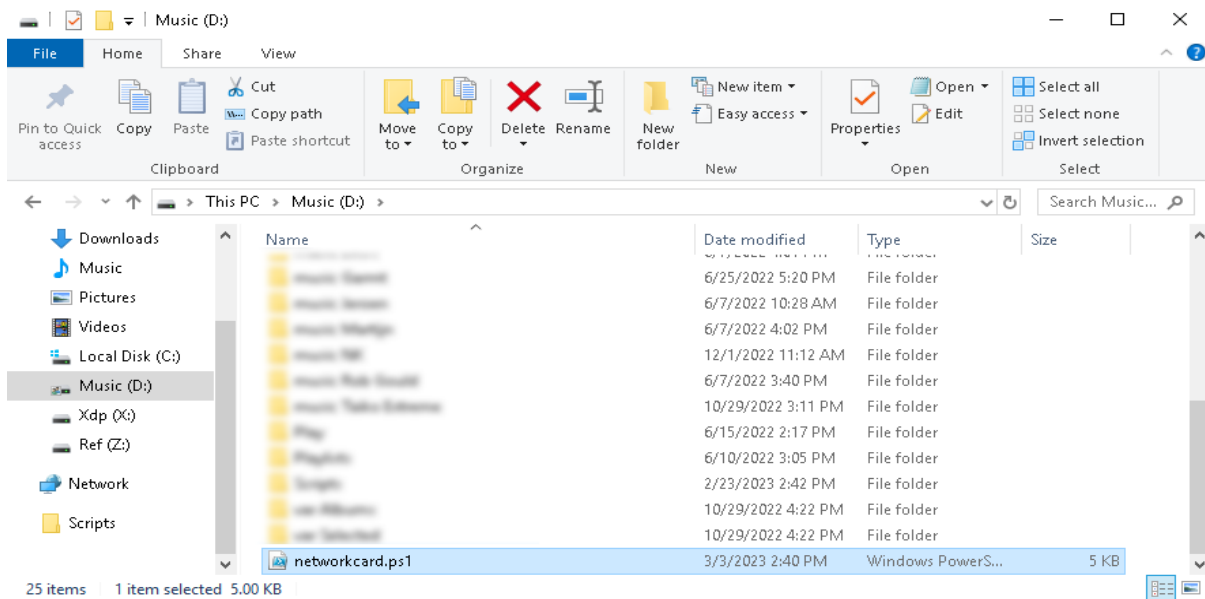 Music (D:)
File Home Share View
Pin to Quick access
Copy
Paste
Cut
Copy path
Paste shortcut
Move to
Copy to
Delete
Rename
New folder
New item
Easy access
Properties
Open
Edit
Select all
Select none
Invert selection
Clipboard Organize New Open Select
This PC > Music (D:) >
Search Music...
Downloads
Music
Pictures
Videos
Local Disk (C:)
Music (D:)
Xdp (X:)
Ref (Z:)
Network
Scripts
Name Date modified Type Size
6/25/2022 5:20 PM File folder
6/7/2022 10:28 AM File folder
6/7/2022 4:02 PM File folder
12/1/2022 11:12 AM File folder
6/7/2022 3:40 PM File folder
10/29/2022 3:11 PM File folder
6/15/2022 2:17 PM File folder
6/10/2022 3:05 PM File folder
2/23/2023 2:42 PM File folder
10/29/2022 4:22 PM File folder
10/29/2022 4:22 PM File folder
networkcard.ps1 3/3/2023 2:40 PM Windows PowerS... 5 KB
25 items 1 item selected 5.00 KB